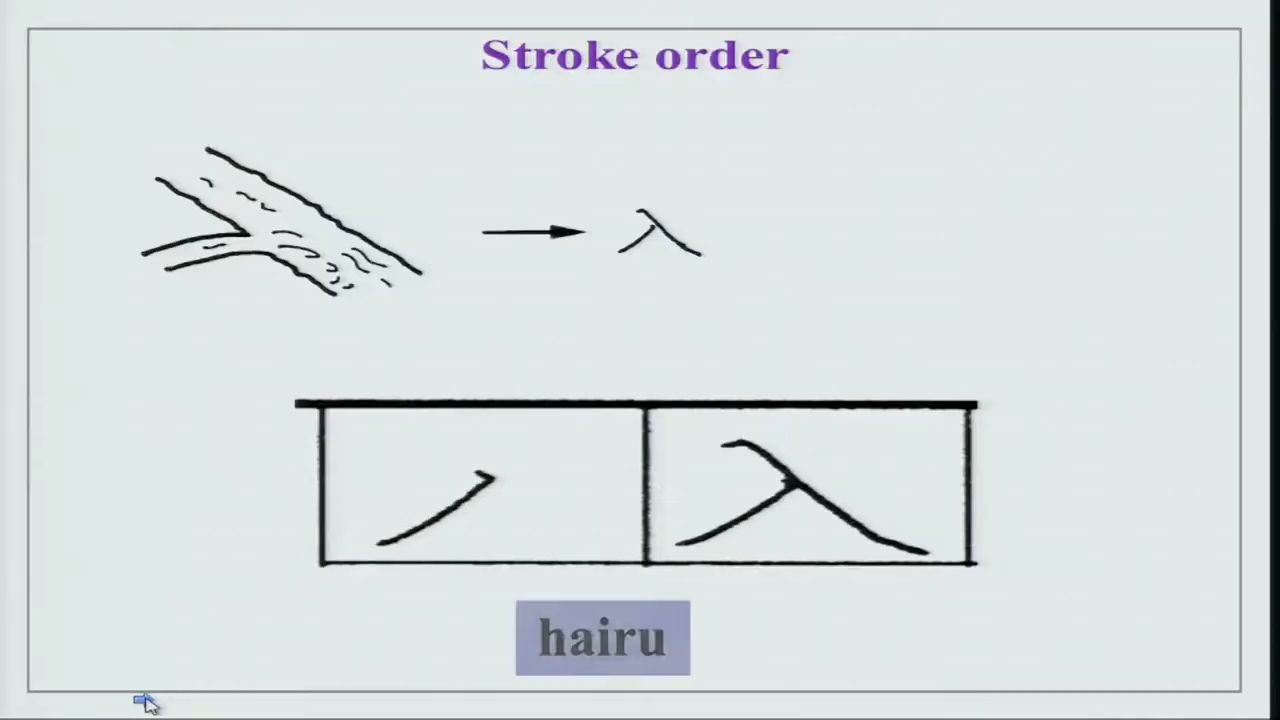 Stroke order
入
ノ 入
hairu